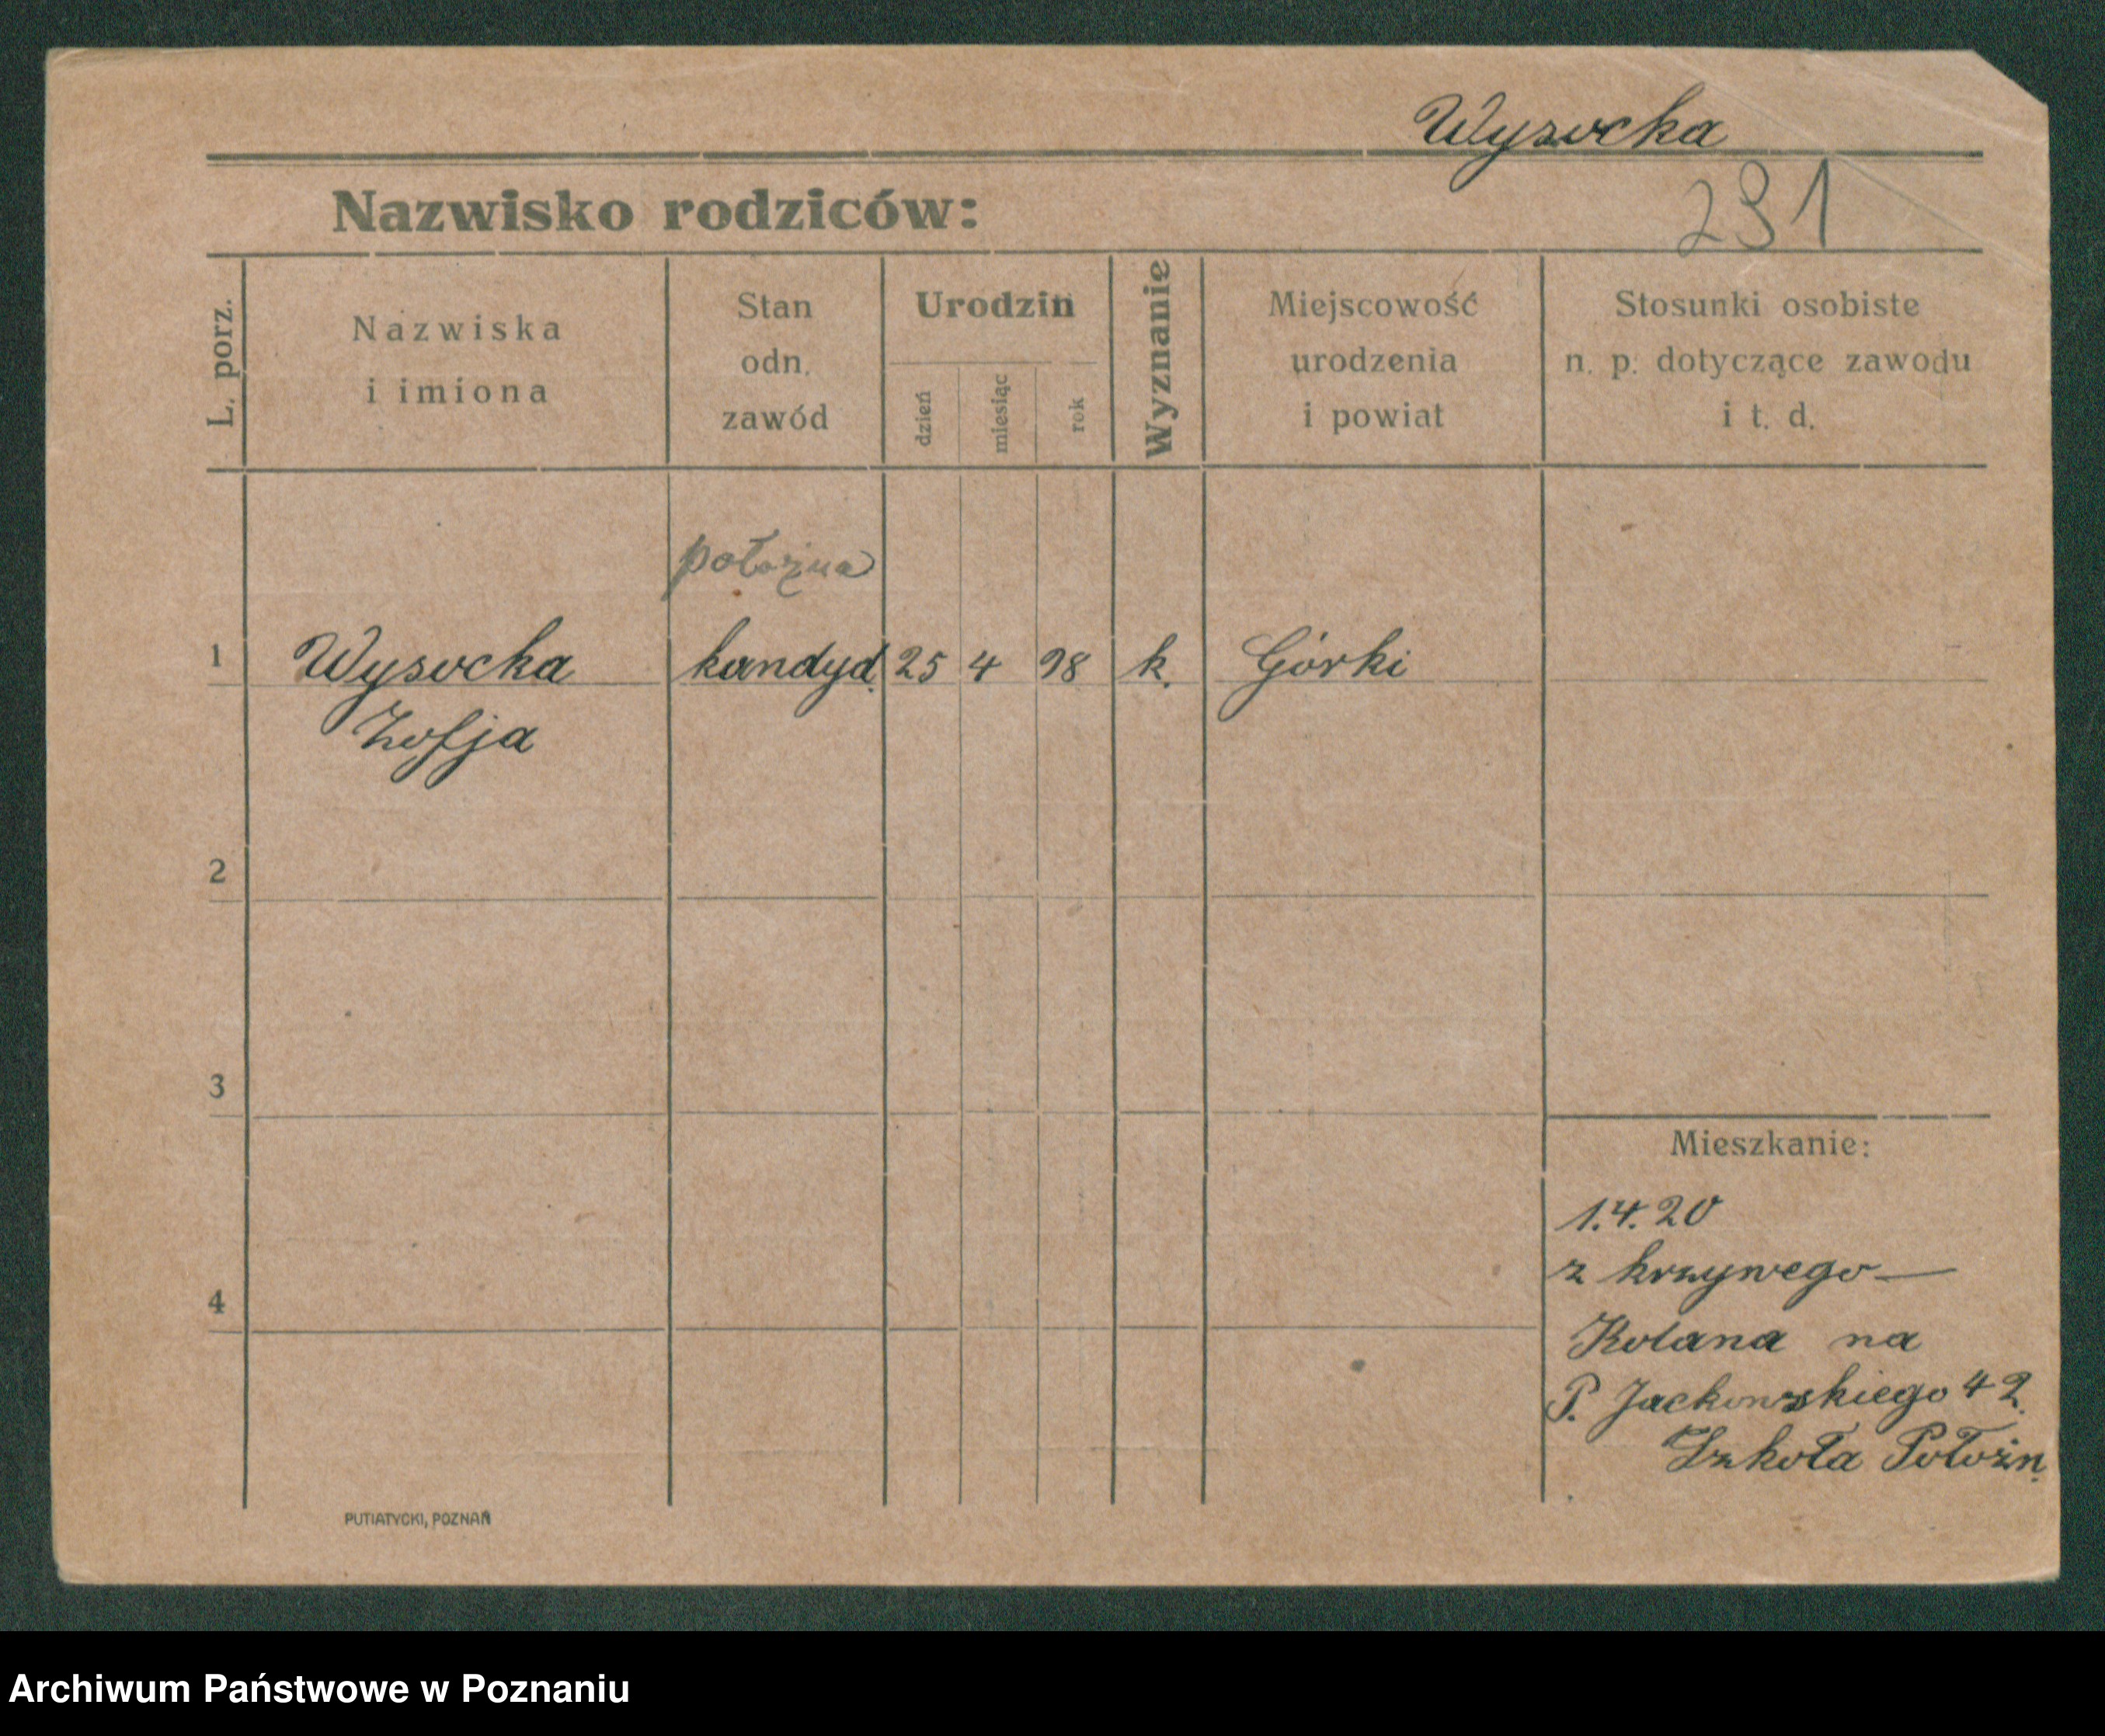 Wysocka
291
Nazwisko rodziców:
L. porz.
Nazwiska
i imiona
Stan
odn.
zawód
Urodzin
dzień
miesiąc
rok
Wyznanie
Miejscowość
urodzenia
i powiat
Stosunki osobiste
n. p. dotyczące zawodu
i t. d.
położna
1 Wysocka kandyd. 25 4 98 k. Górki
Zofja
2
3
Mieszkanie:
1.4.20
z krzywego
4
Kolana na
P. Jackowskiego 42.
Szkoła Położn.
PUTIATYCKI, POZNAŃ
Archiwum Państwowe w Poznaniu